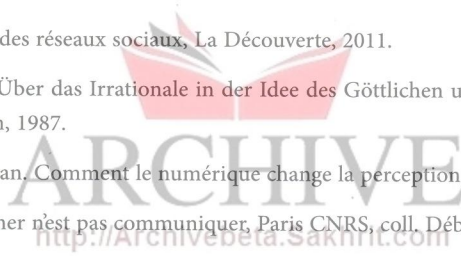 des réseaux sociaux, La Découverte, 2011.
Über das Irrationale in der Idee des Göttlichen u
n, 1987.
ARCHIVE
an. Comment le numérique change la perception
her n'est pas communiquer, Paris CNRS, coll. Déb
http://Archivebeta.Sakhrit.com